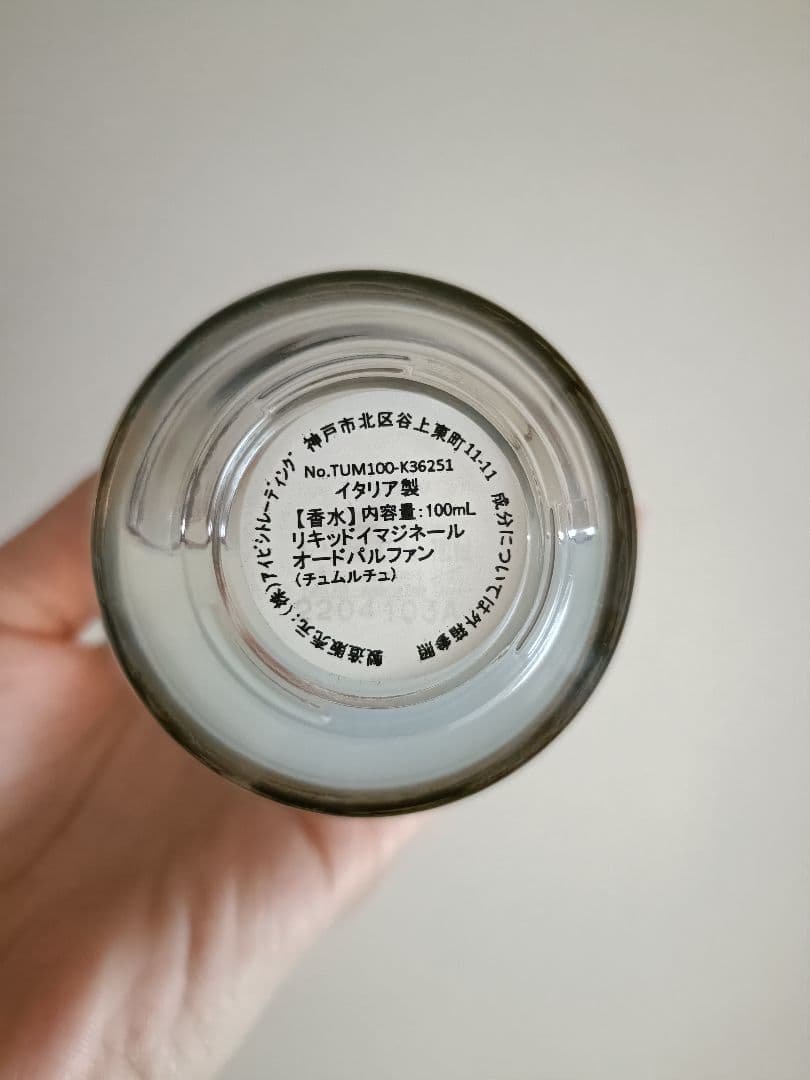 No.TUM100-K36251
イタリア製
【香水】内容量:100mL
リキッドイマジネール
オードパルファン
(チュムルチュ)
製造販売元:(株)アイビシトレーディング 神戸市北区谷上東町11-11 成分については外箱参照